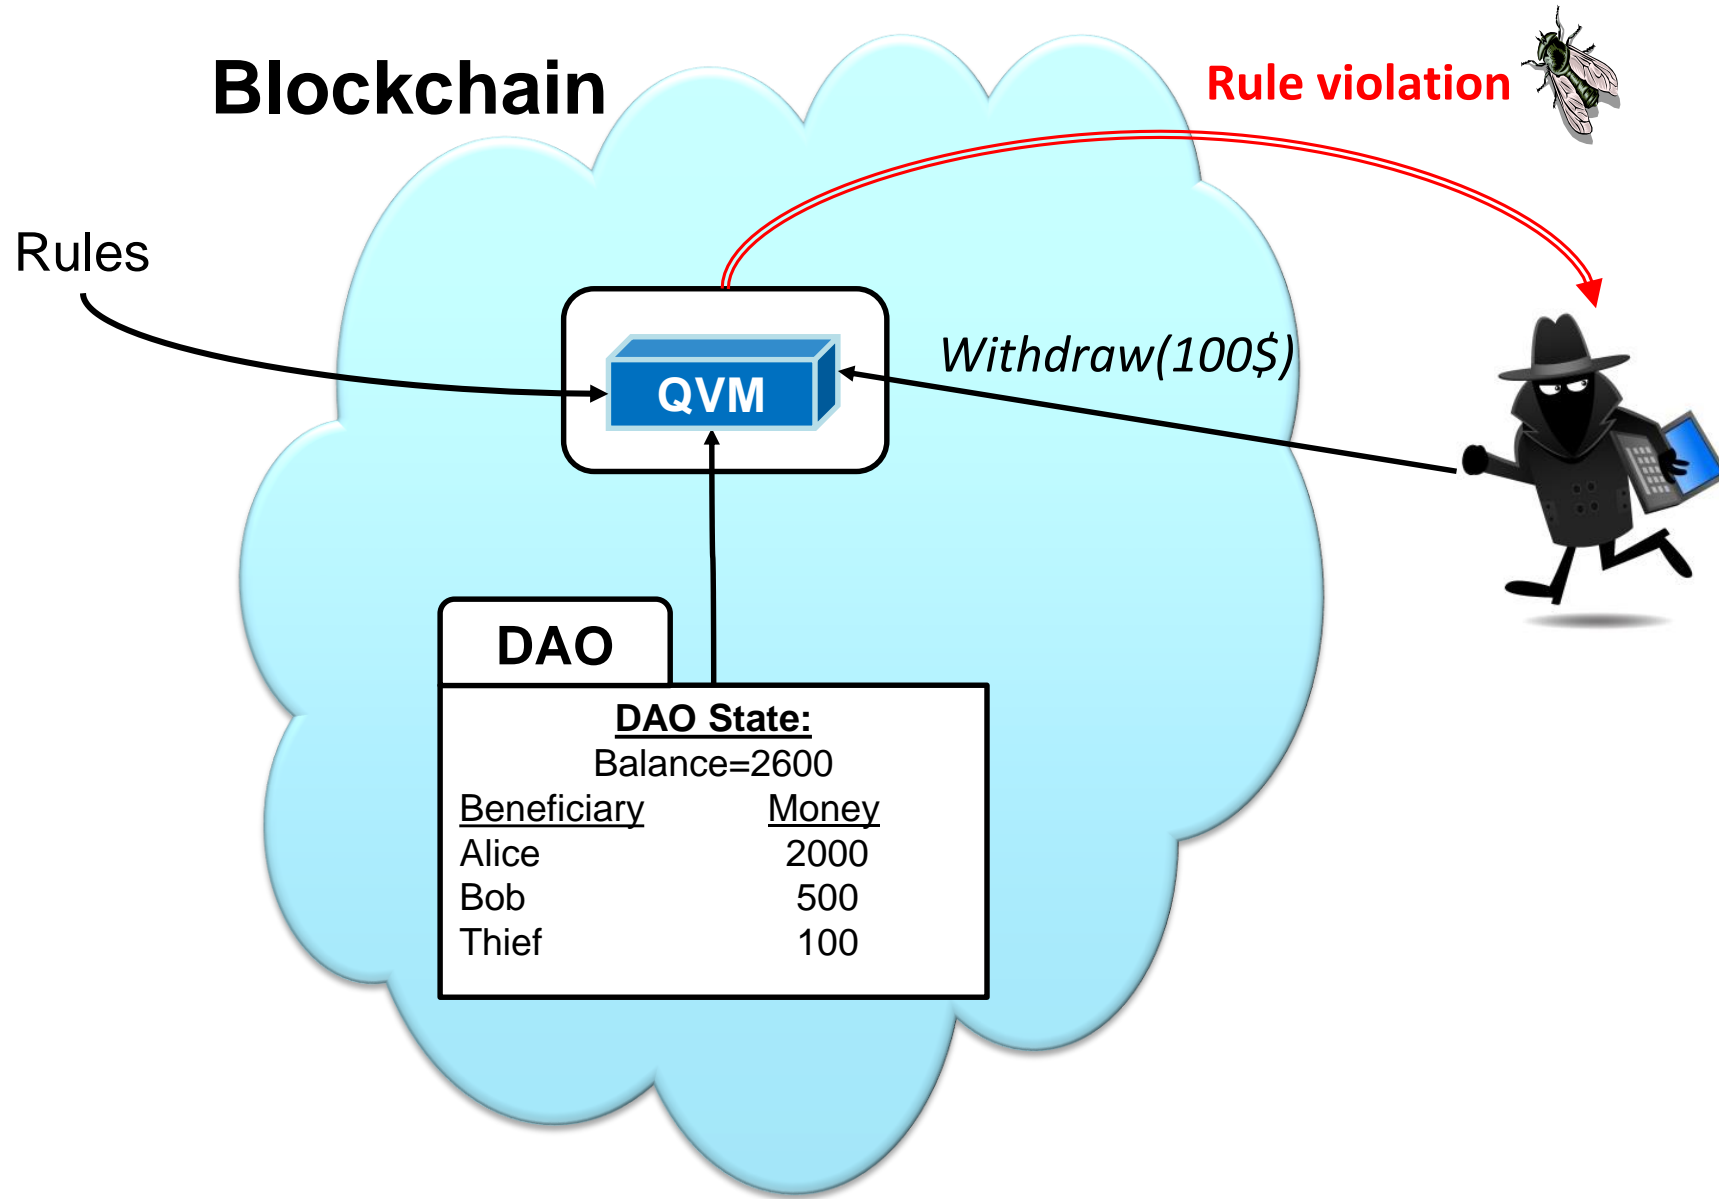 Blockchain
Rule violation
Rules
Withdraw(100$)
QVM
DAO
DAO State:
Balance=2600
Beneficiary Money
Alice 2000
Bob 500
Thief 100